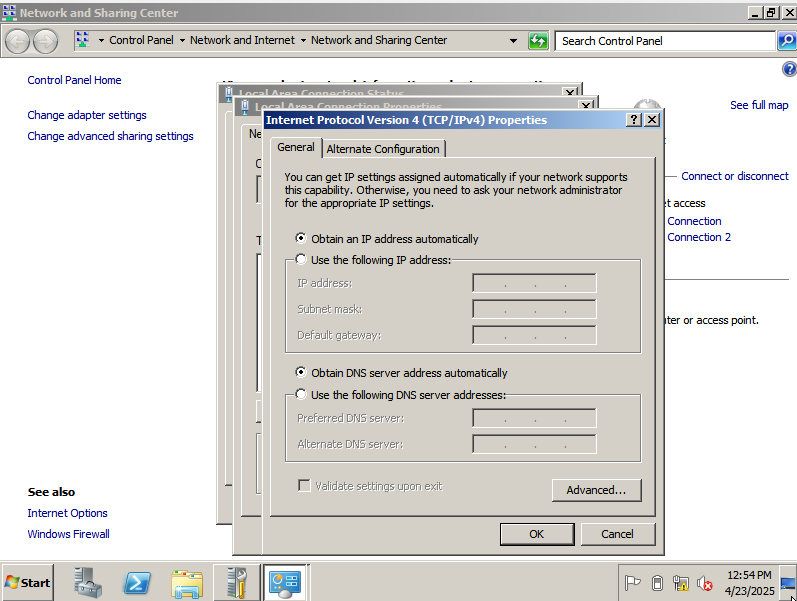 Network and Sharing Center
Control Panel
Network and Internet
Network and Sharing Center
Search Control Panel
Control Panel Home
Change adapter settings
Change advanced sharing settings
See also
Internet Options
Windows Firewall
See full map
Connect or disconnect
access
Connection
Connection 2
or access point.
Local Area Connection Status
Local Area Connection Properties
Internet Protocol Version 4 (TCP/IPv4) Properties
General
Alternate Configuration
You can get IP settings assigned automatically if your network supports
this capability. Otherwise, you need to ask your network administrator
for the appropriate IP settings.
Obtain an IP address automatically
Use the following IP address:
IP address:
Subnet mask:
Default gateway:
Obtain DNS server address automatically
Use the following DNS server addresses:
Preferred DNS server:
Alternate DNS server:
Validate settings upon exit
Advanced...
OK
Cancel
Start
12:54 PM
4/23/2025